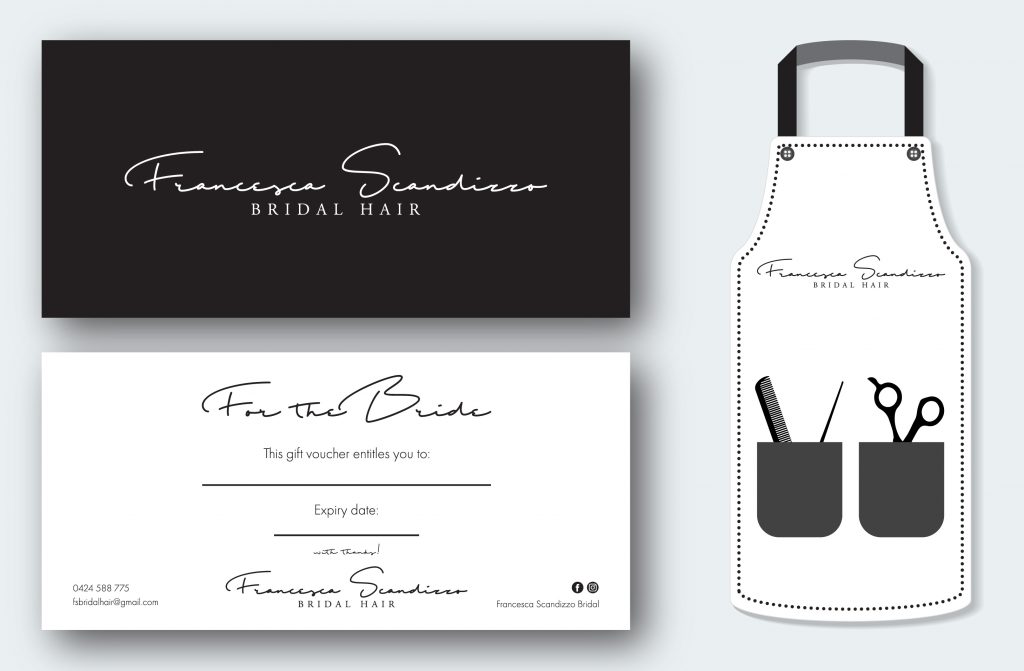 Francesca Scandizzo
BRIDAL HAIR
For the Bride
This gift voucher entitles you to:
Expiry date:
with thanks!
Francesca Scandizzo
BRIDAL HAIR
0424 588 775
fsbridalhair@gmail.com
Francesca Scandizzo Bridal
Francesca Scandizzo
BRIDAL HAIR